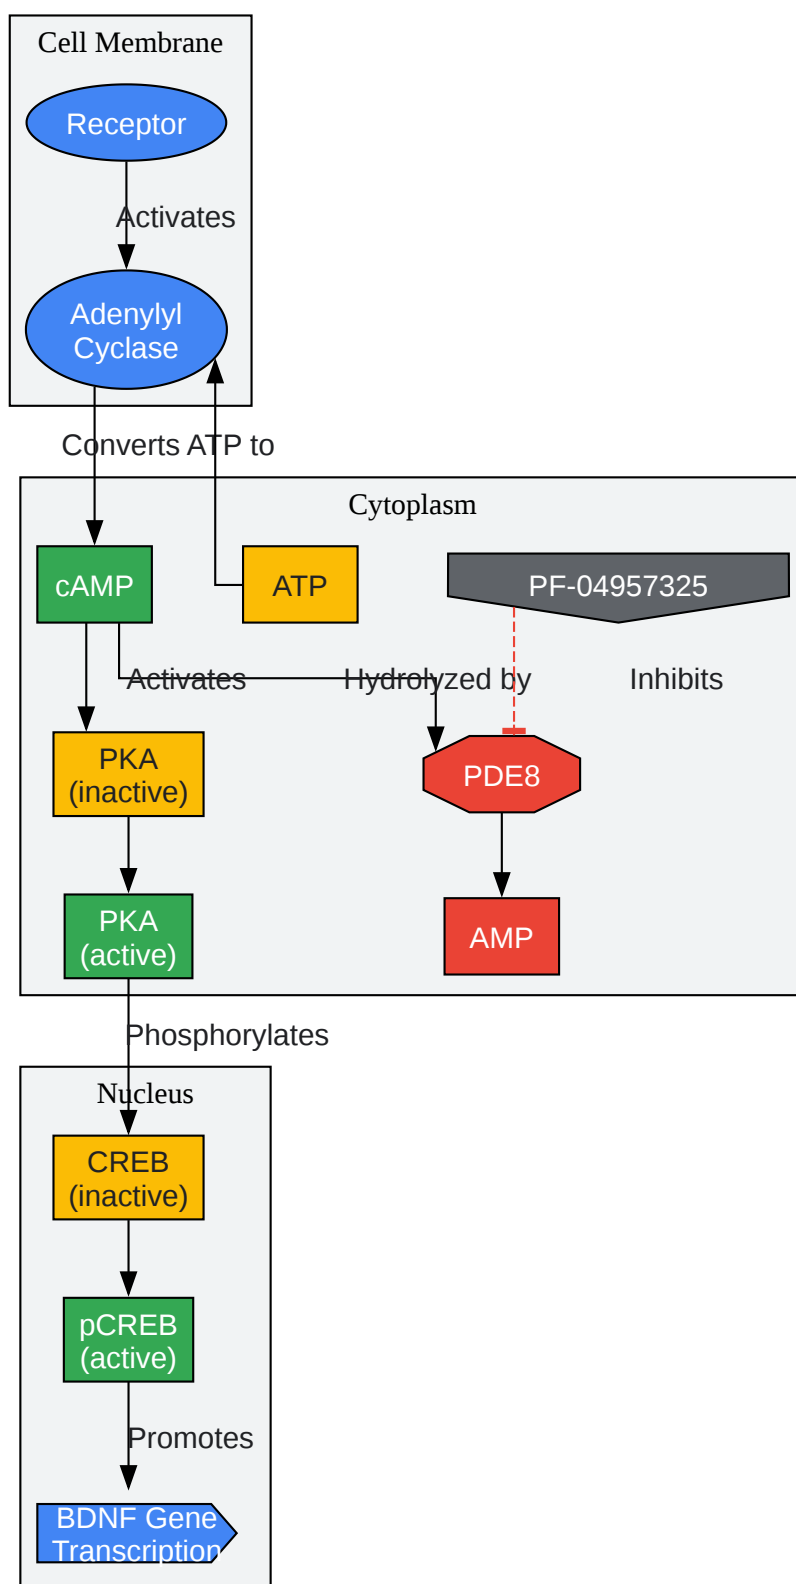 Cell Membrane
Receptor
Activates
Adenylyl
Cyclase
Converts ATP to
Cytoplasm
cAMP
ATP
PF-04957325
Activates
Hydrolyzed by
Inhibits
PKA
(inactive)
PDE8
PKA
(active)
AMP
Phosphorylates
Nucleus
CREB
(inactive)
pCREB
(active)
Promotes
BDNF Gene
Transcription